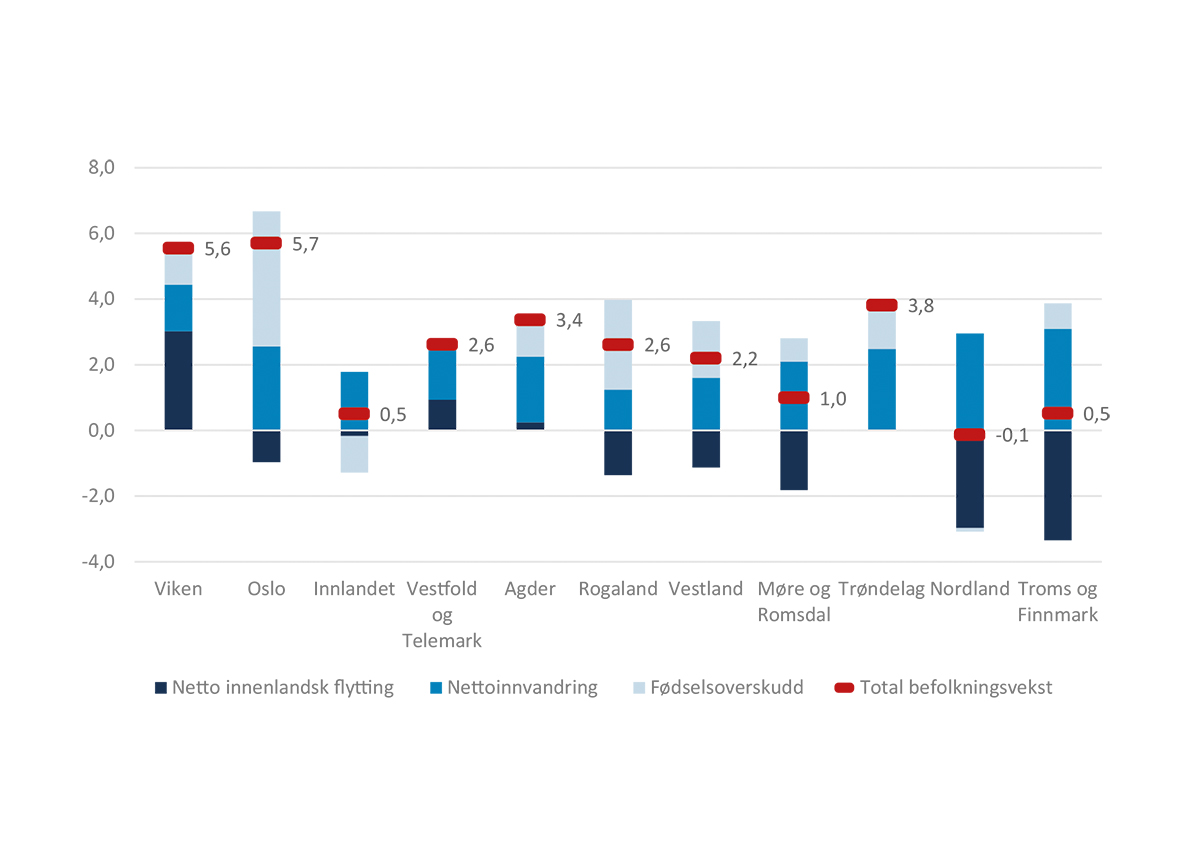 8,0
6,0
4,0
2,0
0,0
-2,0
-4,0
5,6
5,7
0,5
2,6
3,4
2,6
2,2
1,0
3,8
-0,1
0,5
Viken
Oslo
Innlandet
Vestfold
og
Telemark
Agder
Rogaland
Vestland
Møre og
Romsdal
Trøndelag
Nordland
Troms og
Finnmark
Netto innenlandsk flytting
Nettoinnvandring
Fødselsoverskudd
Total befolkningsvekst